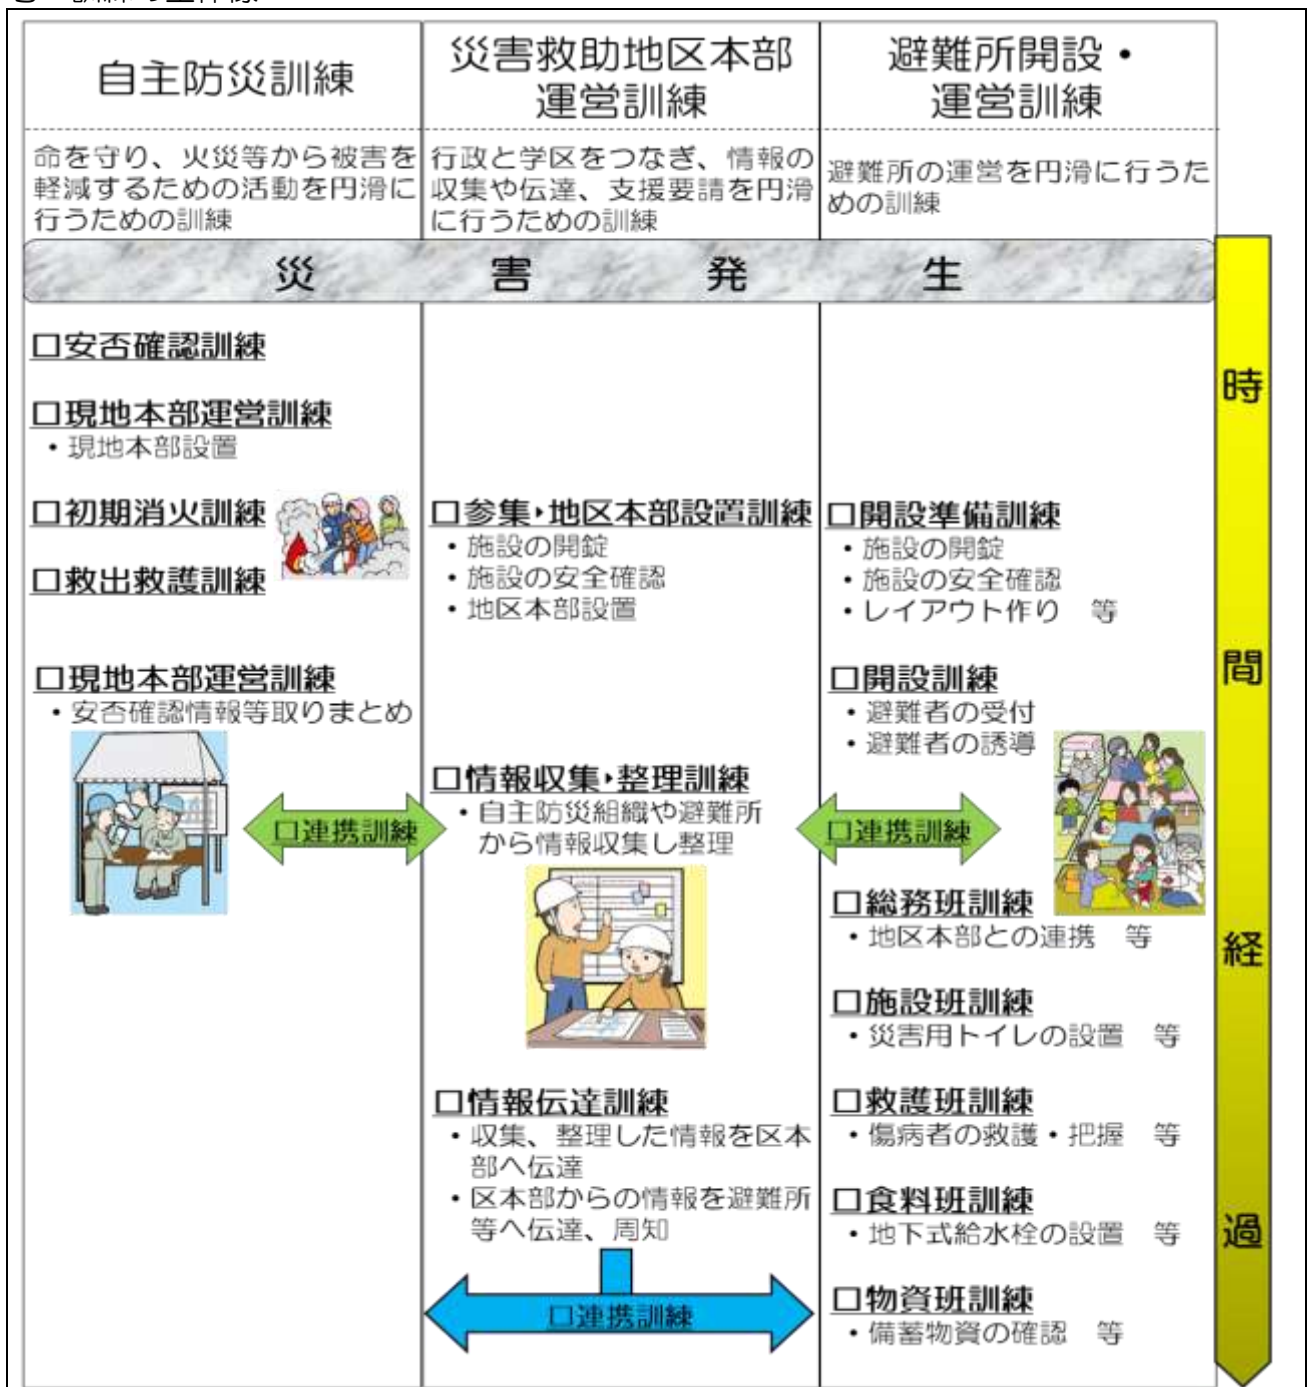 自主防災訓練
命を守り、火災等から被害を
軽減するための活動を円滑に
行うための訓練
災害救助地区本部
運営訓練
行政と学区をつなぎ、情報の
収集や伝達、支援要請を円滑
に行うための訓練
避難所開設・
運営訓練
避難所の運営を円滑に行うた
めの訓練
災害発生
□安否確認訓練
□現地本部運営訓練
・現地本部設置
□初期消火訓練
□救出救護訓練
□現地本部運営訓練
・安否確認情報等取りまとめ
□連携訓練
□参集・地区本部設置訓練
・施設の開錠
・施設の安全確認
・地区本部設置
□情報収集・整理訓練
・自主防災組織や避難所
から情報収集し整理
□情報伝達訓練
・収集、整理した情報を区本
部へ伝達
・区本部からの情報を避難所
等へ伝達、周知
□連携訓練
□開設準備訓練
・施設の開錠
・施設の安全確認
・レイアウト作り　等
□開設訓練
・避難者の受付
・避難者の誘導
□連携訓練
□総務班訓練
・地区本部との連携　等
□施設班訓練
・災害用トイレの設置　等
□救護班訓練
・傷病者の救護・把握　等
□食料班訓練
・地下式給水栓の設置　等
□物資班訓練
・備蓄物資の確認　等
時間経過